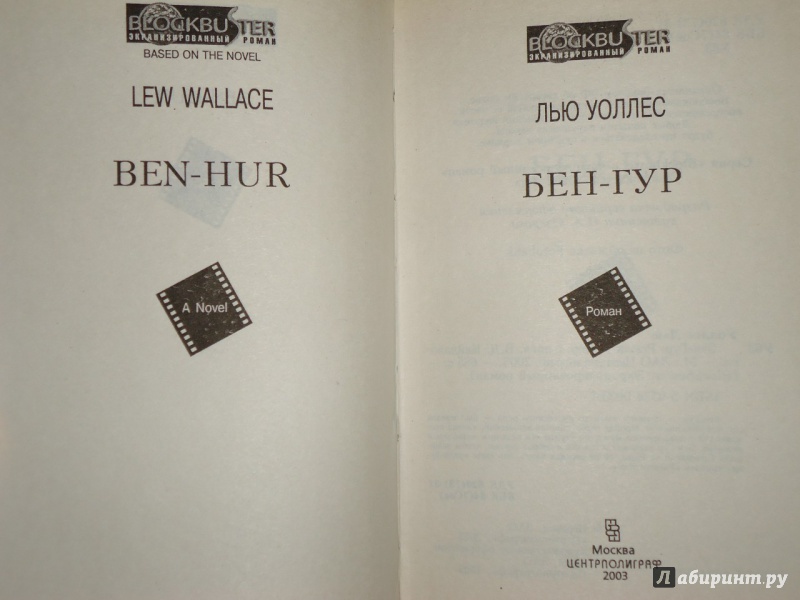 BLOCKBUSTER
ЭКРАНИЗИРОВАННЫЙ РОМАН
BASED ON THE NOVEL
LEW WALLACE
BEN-HUR
A Novel
BLOCKBUSTER
ЭКРАНИЗИРОВАННЫЙ РОМАН
ЛЬЮ УОЛЛЕС
БЕН-ГУР
Роман
Москва
ЦЕНТРПОЛИГРАФ
2003
Лабиринт.ру